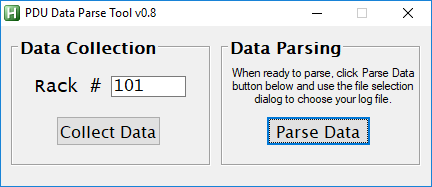 PDU Data Parse Tool v0.8
Data Collection
Rack # 101
Collect Data
Data Parsing
When ready to parse, click Parse Data
button below and use the file selection
dialog to choose your log file.
Parse Data